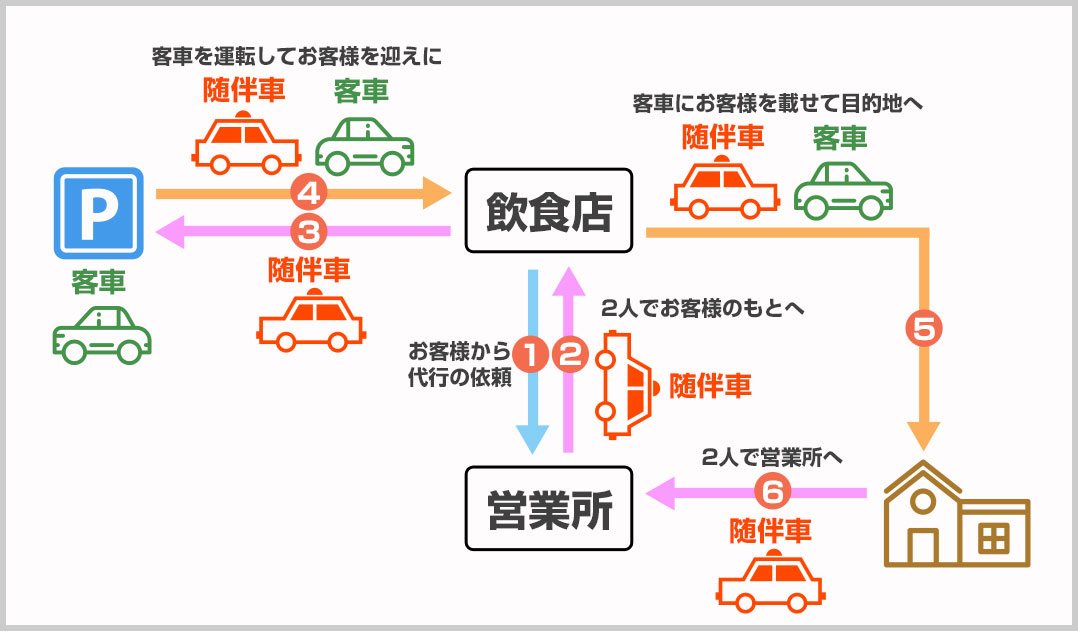 客車を運転してお客様を迎えに
随伴車
客車
客車にお客様を載せて目的地へ
随伴車
客車
P
4
3
飲食店
客車
随伴車
5
2人でお客様のもとへ
お客様から
代行の依頼
1
2
随伴車
2人で営業所へ
営業所
6
随伴車